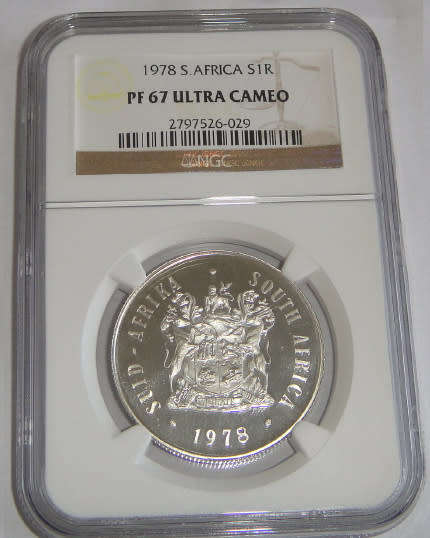 1978 S.AFRICA S1R
PF 67 ULTRA CAMEO
2797526-029
NGC
SUID-AFRIKA SOUTH AFRICA
1978